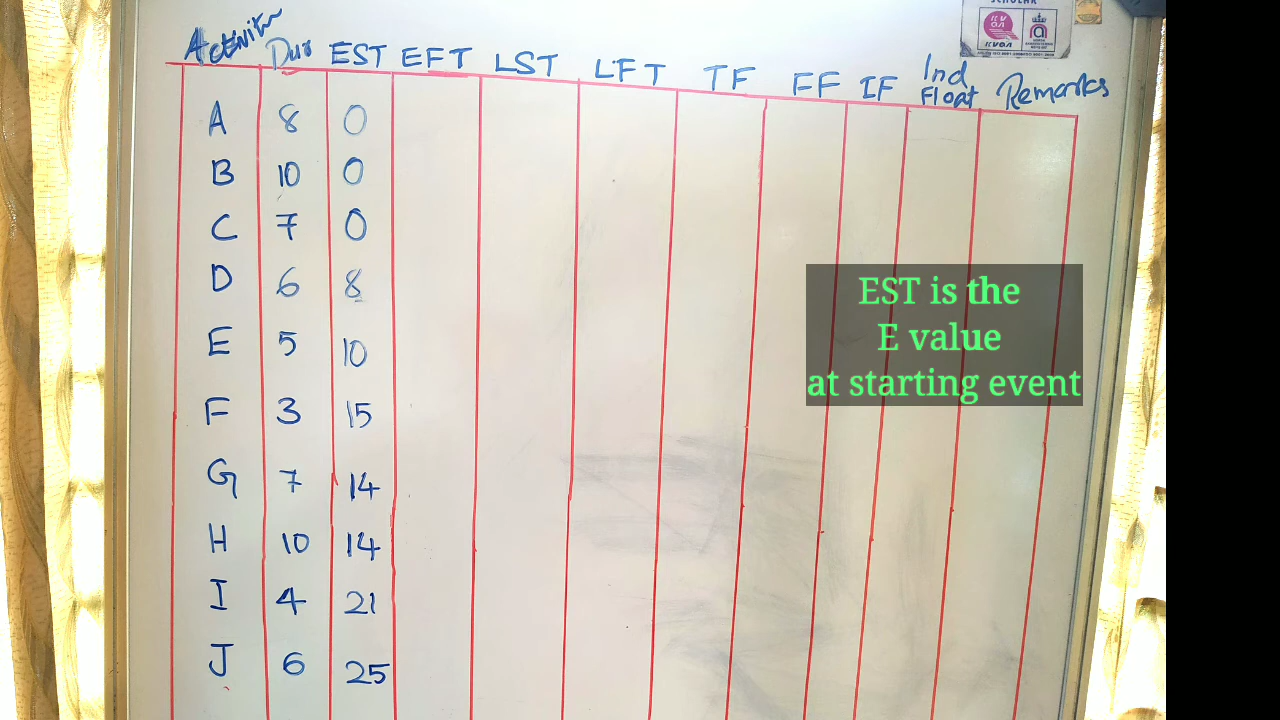 Activity Dur EST EFT LST LFT TF FF IF Ind Float Remarks
A 8 0
B 10 0
C 7 0
D 6 8
E 5 10
F 3 15
G 7 14
H 10 14
I 4 21
J 6 25
EST is the
E value
at starting event